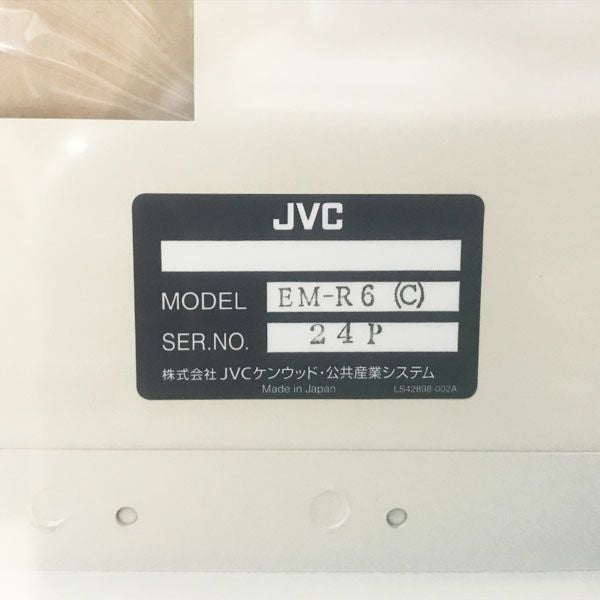 JVC
MODEL EM-R6 (C)
SER.NO. 24P
株式会社 JVCケンウッド・公共産業システム
Made in Japan LS42898-002A